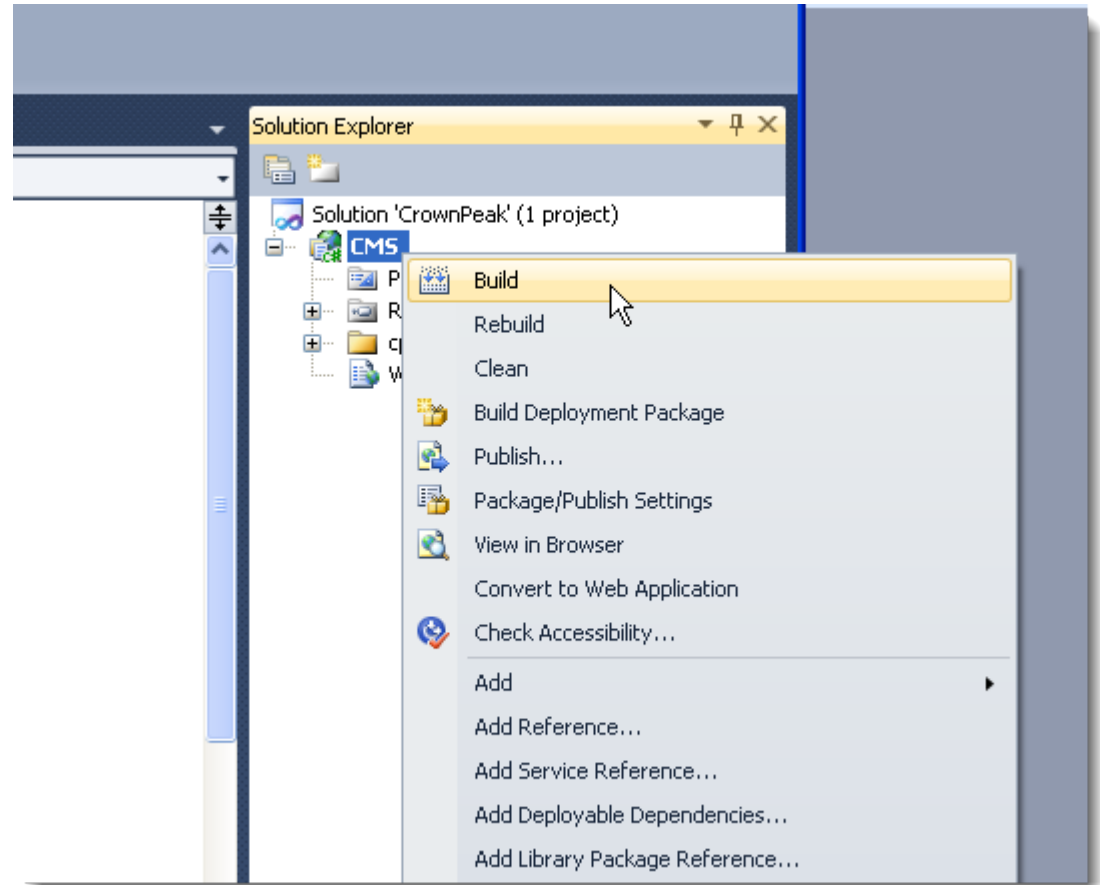 Solution Explorer
Solution 'CrownPeak' (1 project)
CMS
P
Build
R
Rebuild
Clean
W
Build Deployment Package
Publish...
Package/Publish Settings
View in Browser
Convert to Web Application
Check Accessibility...
Add
Add Reference...
Add Service Reference...
Add Deployable Dependencies...
Add Library Package Reference...